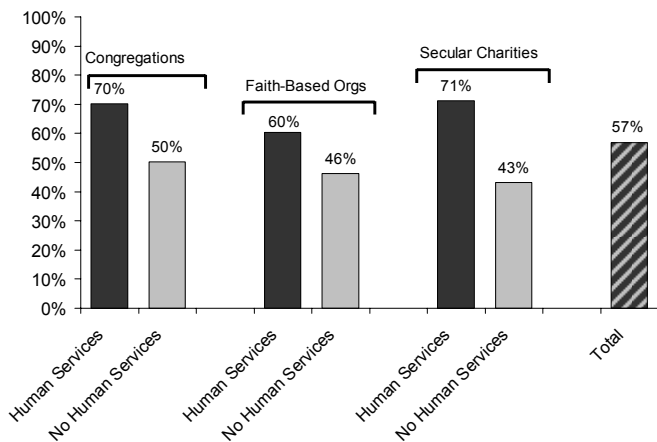 100%
90%
80%
70%
60%
50%
40%
30%
20%
10%
0%
Congregations
Faith-Based Orgs
Secular Charities
70%
50%
60%
46%
71%
43%
57%
Human Services
No Human Services
Human Services
No Human Services
Human Services
No Human Services
Total